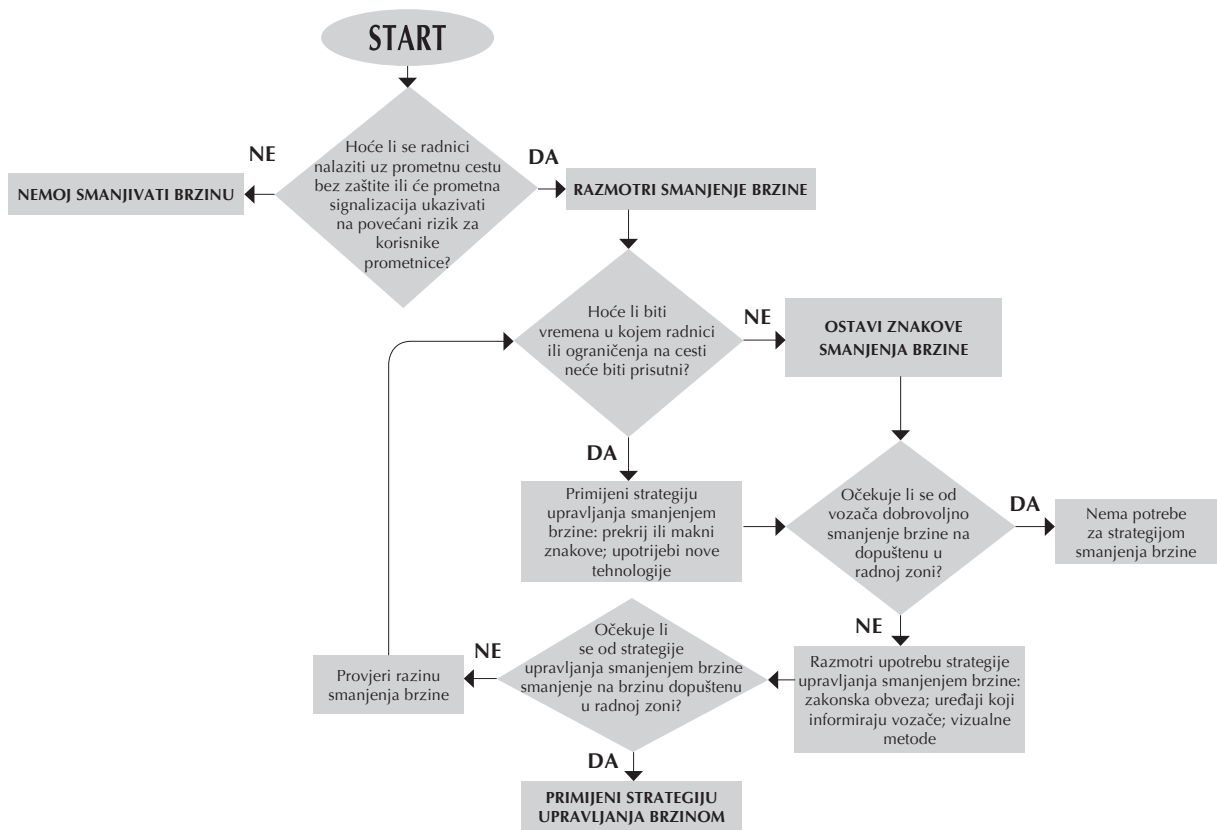 START
Hoće li se radnici
nalaziti uz prometnu cestu
bez zaštite ili će prometna
signalizacija ukazivati
na povećani rizik za
korisnike
prometnice?
NE
NEMOJ SMANJIVATI BRZINU
DA
RAZMOTRI SMANJENJE BRZINE
Hoće li biti
vremena u kojem radnici
ili ograničenja na cesti
neće biti prisutni?
NE
OSTAVI ZNAKOVE
SMANJENJA BRZINE
DA
Primijeni strategiju
upravljanja smanjenjem
brzine: prekrij ili makni
znakove; upotrijebi nove
tehnologije
Očekuje li se od
vozača dobrovoljno
smanjenje brzine na
dopuštenu u
radnoj zoni?
DA
Nema potrebe
za strategijom
smanjenja brzine
NE
Razmotri upotrebu strategije
upravljanja smanjenjem brzine:
zakonska obveza; uređaji koji
informiraju vozače; vizualne
metode
Očekuje li
se od strategije
upravljanja smanjenjem brzine
smanjenje na brzinu dopuštenu
u radnoj zoni?
NE
Provjeri razinu
smanjenja brzine
DA
PRIMIJENI STRATEGIJU
UPRAVLJANJA BRZINOM